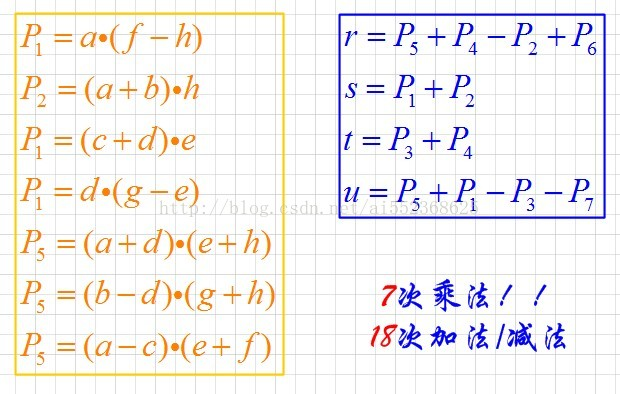 P₁ = a•(f − h)
P₂ = (a + b)•h
P₁ = (c + d)•e
P₁ = d•(g − e)
P₅ = (a + d)•(e + h)
P₅ = (b − d)•(g + h)
P₅ = (a − c)•(e + f)
r = P₅ + P₄ − P₂ + P₆
s = P₁ + P₂
t = P₃ + P₄
u = P₅ + P₁ − P₃ − P₇
7次乘法！！
18次加法/减法